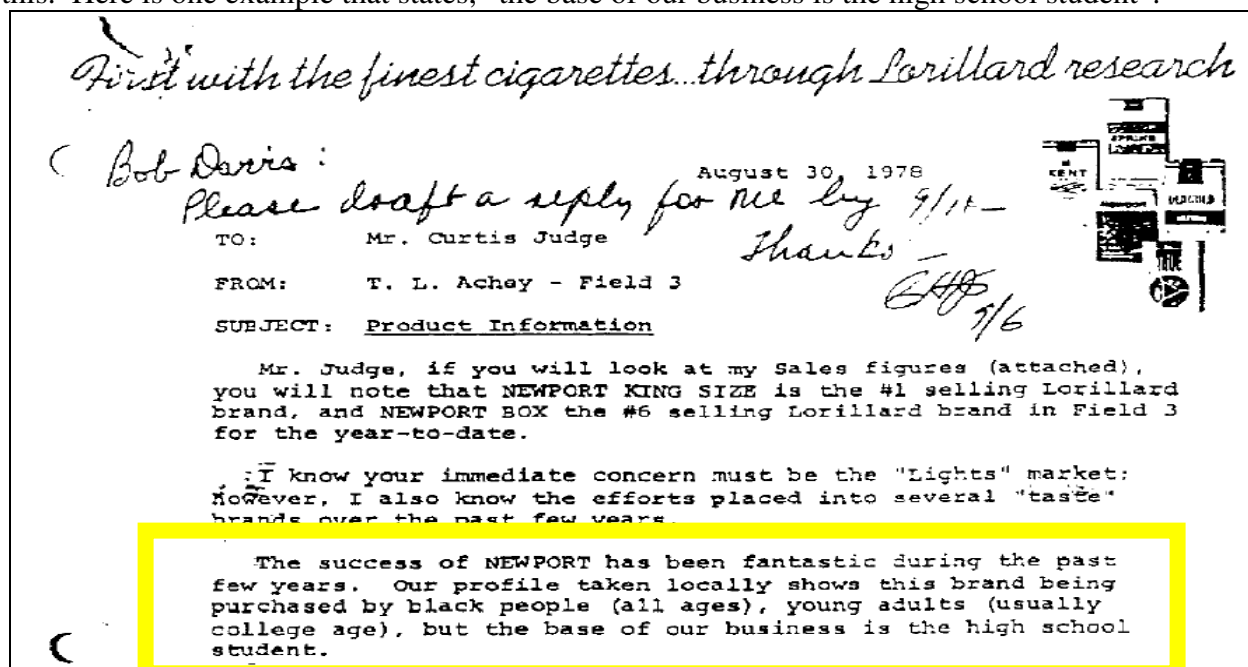 this. Here is one example that states, "the base of our business is the high school student".
First with the finest cigarettes...through Lorillard research
Bob Davis:
August 30, 1978
Please draft a reply for me by
Thanks —
TO: Mr. Curtis Judge
FROM: T. L. Achey - Field 3
9/6
SUBJECT: Product Information
KENT
TRUE
Mr. Judge, if you will look at my Sales figures (attached),
you will note that NEWPORT KING SIZE is the #1 selling Lorillard
brand, and NEWPORT BOX the #6 selling Lorillard brand in Field 3
for the year-to-date.
I know your immediate concern must be the "Lights" market;
however, I also know the efforts placed into several "taste"
brands over the past few years.
The success of NEWPORT has been fantastic during the past
few years. Our profile taken locally shows this brand being
purchased by black people (all ages), young adults (usually
college age), but the base of our business is the high school
student.